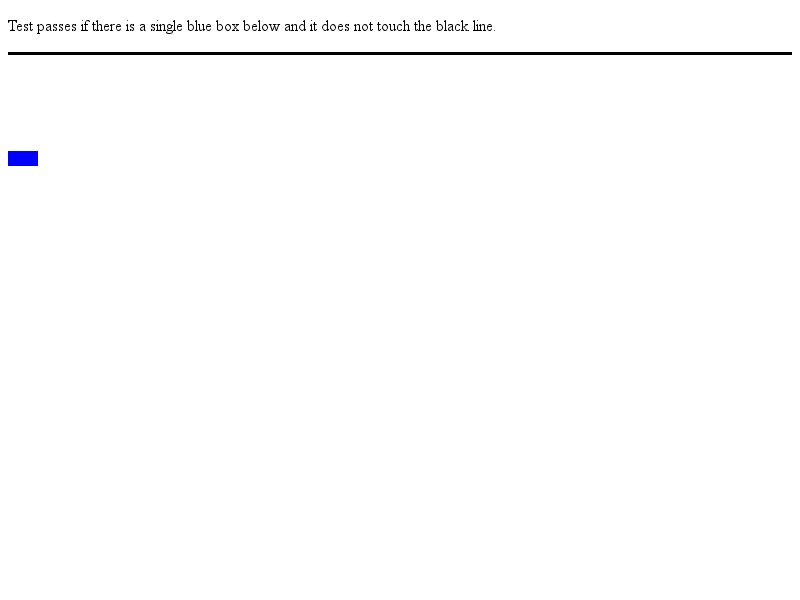 Test passes if there is a single blue box below and it does not touch the black line.